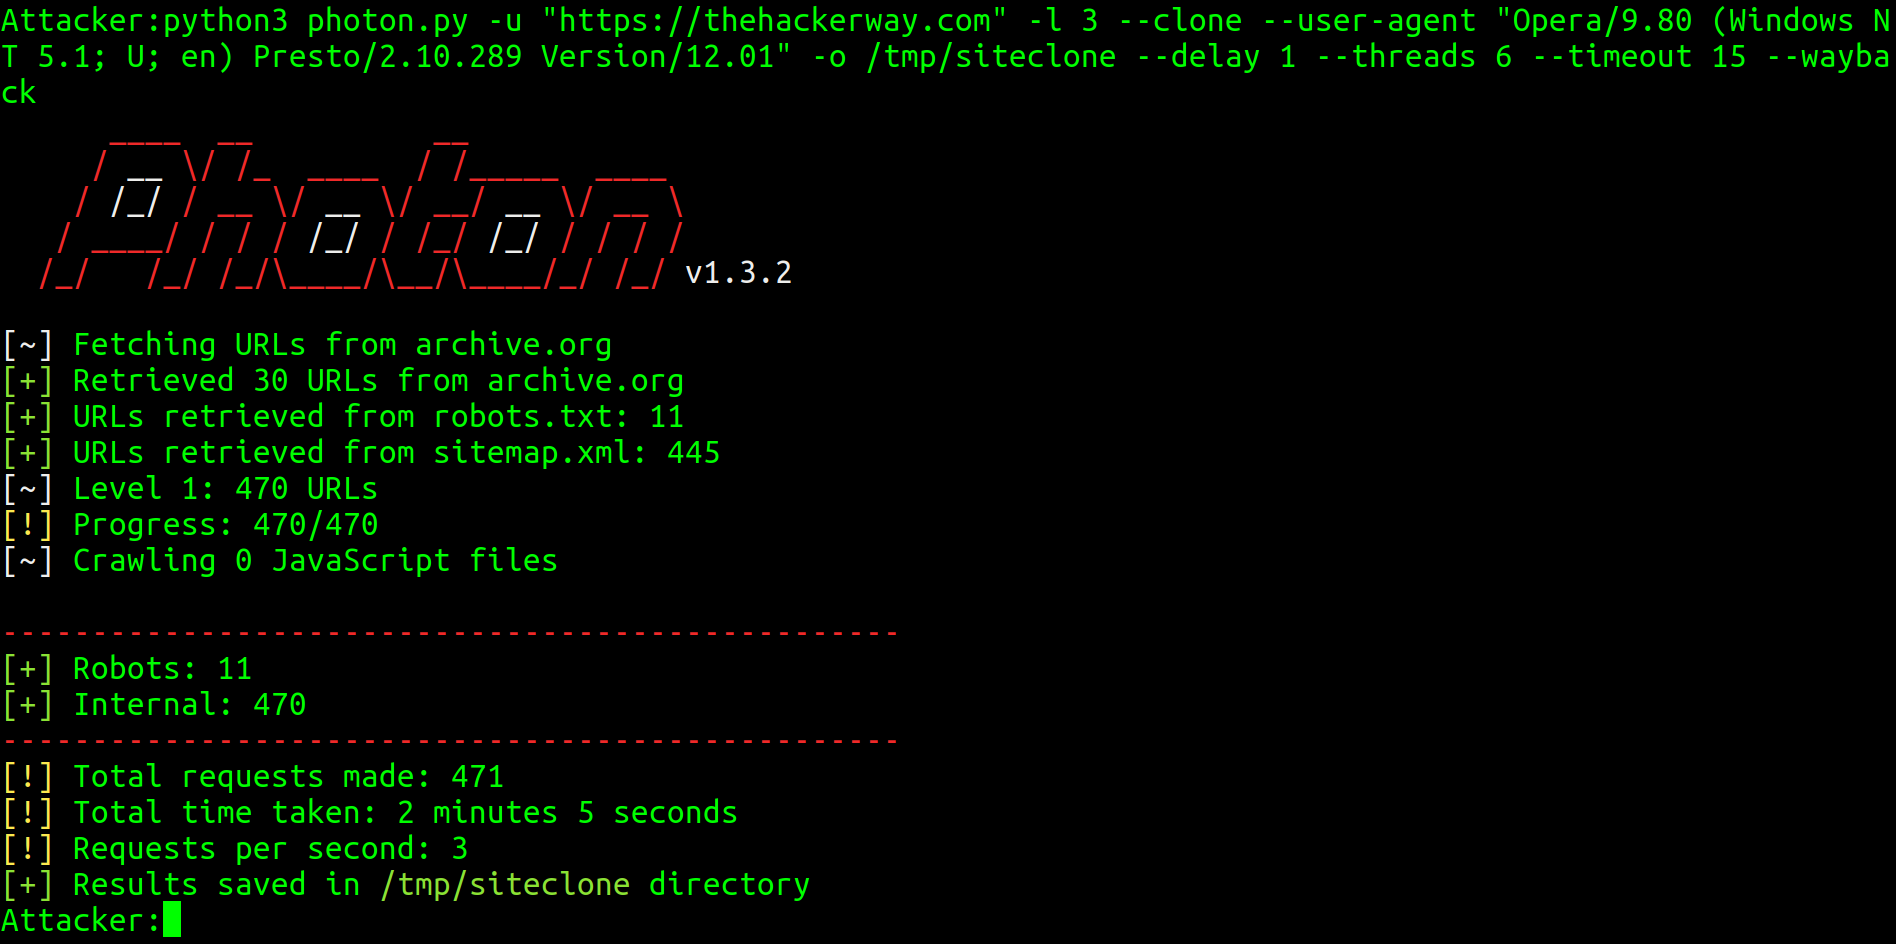 Attacker:python3 photon.py -u "https://thehackerway.com" -l 3 --clone --user-agent "Opera/9.80 (Windows N
T 5.1; U; en) Presto/2.10.289 Version/12.01" -o /tmp/siteclone --delay 1 --threads 6 --timeout 15 --wayba
ck
Photon v1.3.2
[~] Fetching URLs from archive.org
[+] Retrieved 30 URLs from archive.org
[+] URLs retrieved from robots.txt: 11
[+] URLs retrieved from sitemap.xml: 445
[~] Level 1: 470 URLs
[!] Progress: 470/470
[~] Crawling 0 JavaScript files
--------------------------------------------------
[+] Robots: 11
[+] Internal: 470
--------------------------------------------------
[!] Total requests made: 471
[!] Total time taken: 2 minutes 5 seconds
[!] Requests per second: 3
[+] Results saved in /tmp/siteclone directory
Attacker: